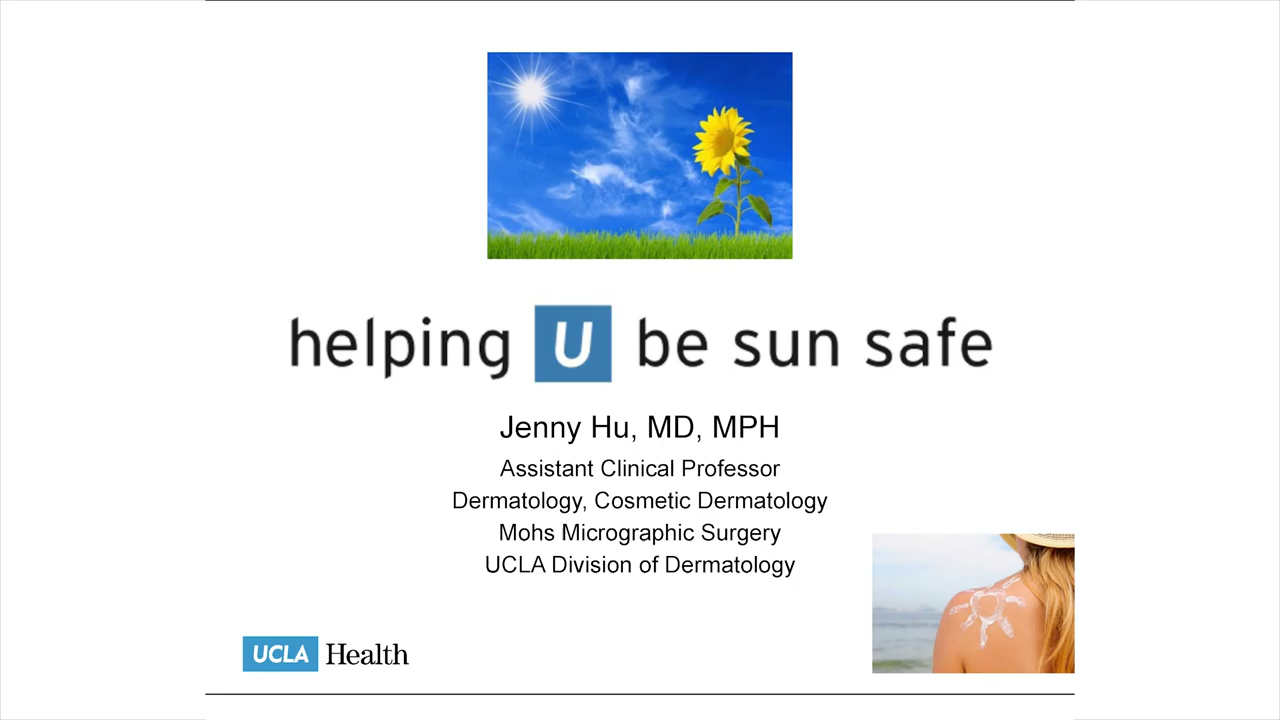 helping U be sun safe
Jenny Hu, MD, MPH
Assistant Clinical Professor
Dermatology, Cosmetic Dermatology
Mohs Micrographic Surgery
UCLA Division of Dermatology
UCLA Health